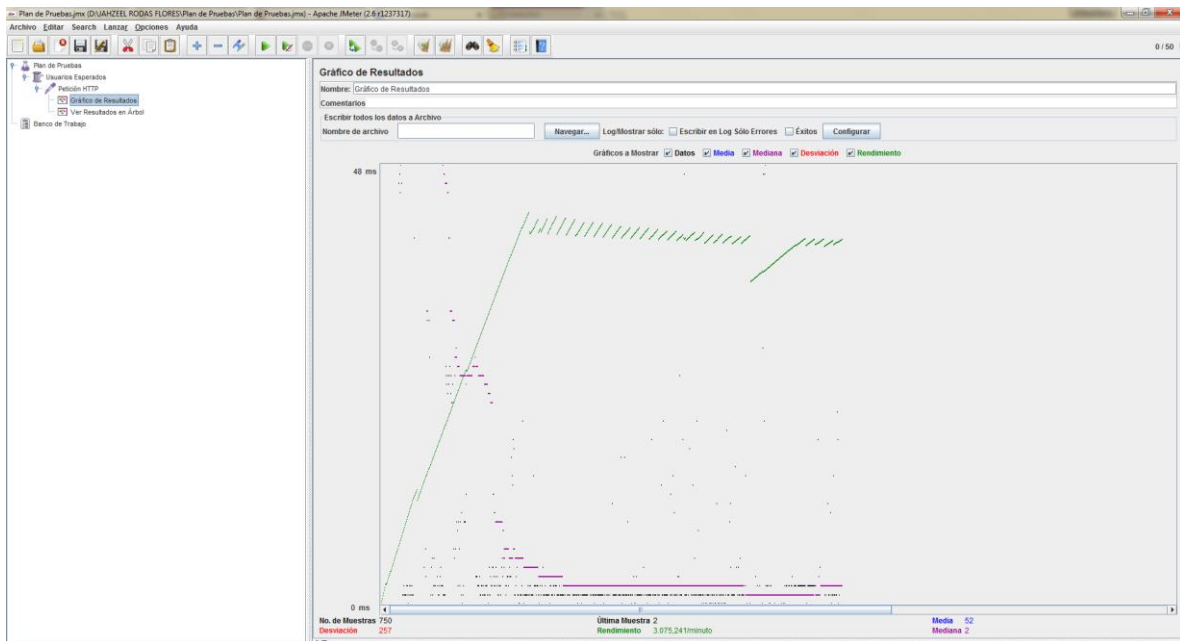 Plan de Pruebas.jmx (D:\JAHZEEL RODAS FLORES\Plan de Pruebas\Plan de Pruebas.jmx) - Apache JMeter (2.6 r1237317)
Archivo Editar Search Lanzar Opciones Ayuda
0 / 50
Plan de Pruebas
Usuarios Esperados
Petición HTTP
Gráfico de Resultados
Ver Resultados en Árbol
Banco de Trabajo
Gráfico de Resultados
Nombre: Gráfico de Resultados
Comentarios
Escribir todos los datos a Archivo
Nombre de archivo Navegar... Log/Mostrar sólo: Escribir en Log Sólo Errores Éxitos Configurar
Gráficos a Mostrar Datos Media Mediana Desviación Rendimiento
48 ms
0 ms
No. de Muestras 750 Última Muestra 2 Media 52
Desviación 257 Rendimiento 3.075,241/minuto Mediana 2